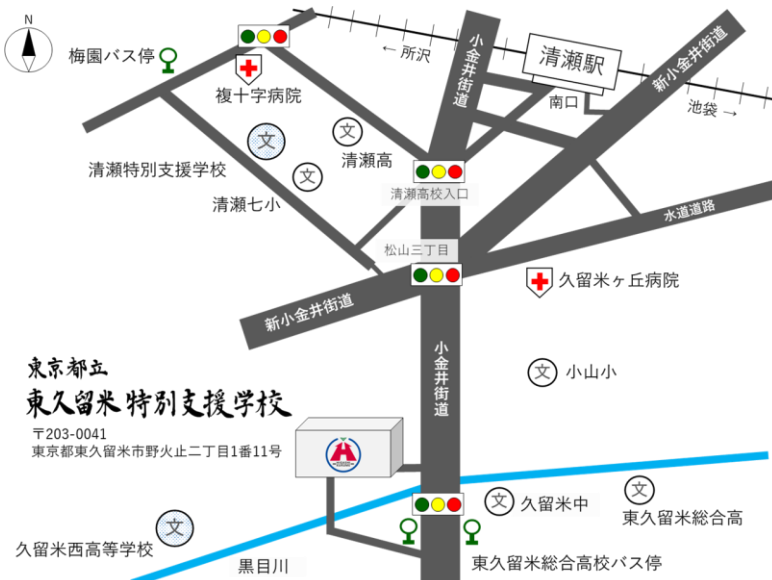 N
梅園バス停
← 所沢
小金井街道
清瀬駅
南口
新小金井街道
池袋 →
複十字病院
清瀬高
清瀬特別支援学校
清瀬七小
清瀬高校入口
水道道路
松山三丁目
久留米ヶ丘病院
新小金井街道
小金井街道
小山小
東京都立
東久留米特別支援学校
〒203-0041
東京都東久留米市野火止二丁目1番11号
文
文
文
文
文
文
文
久留米中
東久留米総合高
久留米西高等学校
黒目川
東久留米総合高校バス停